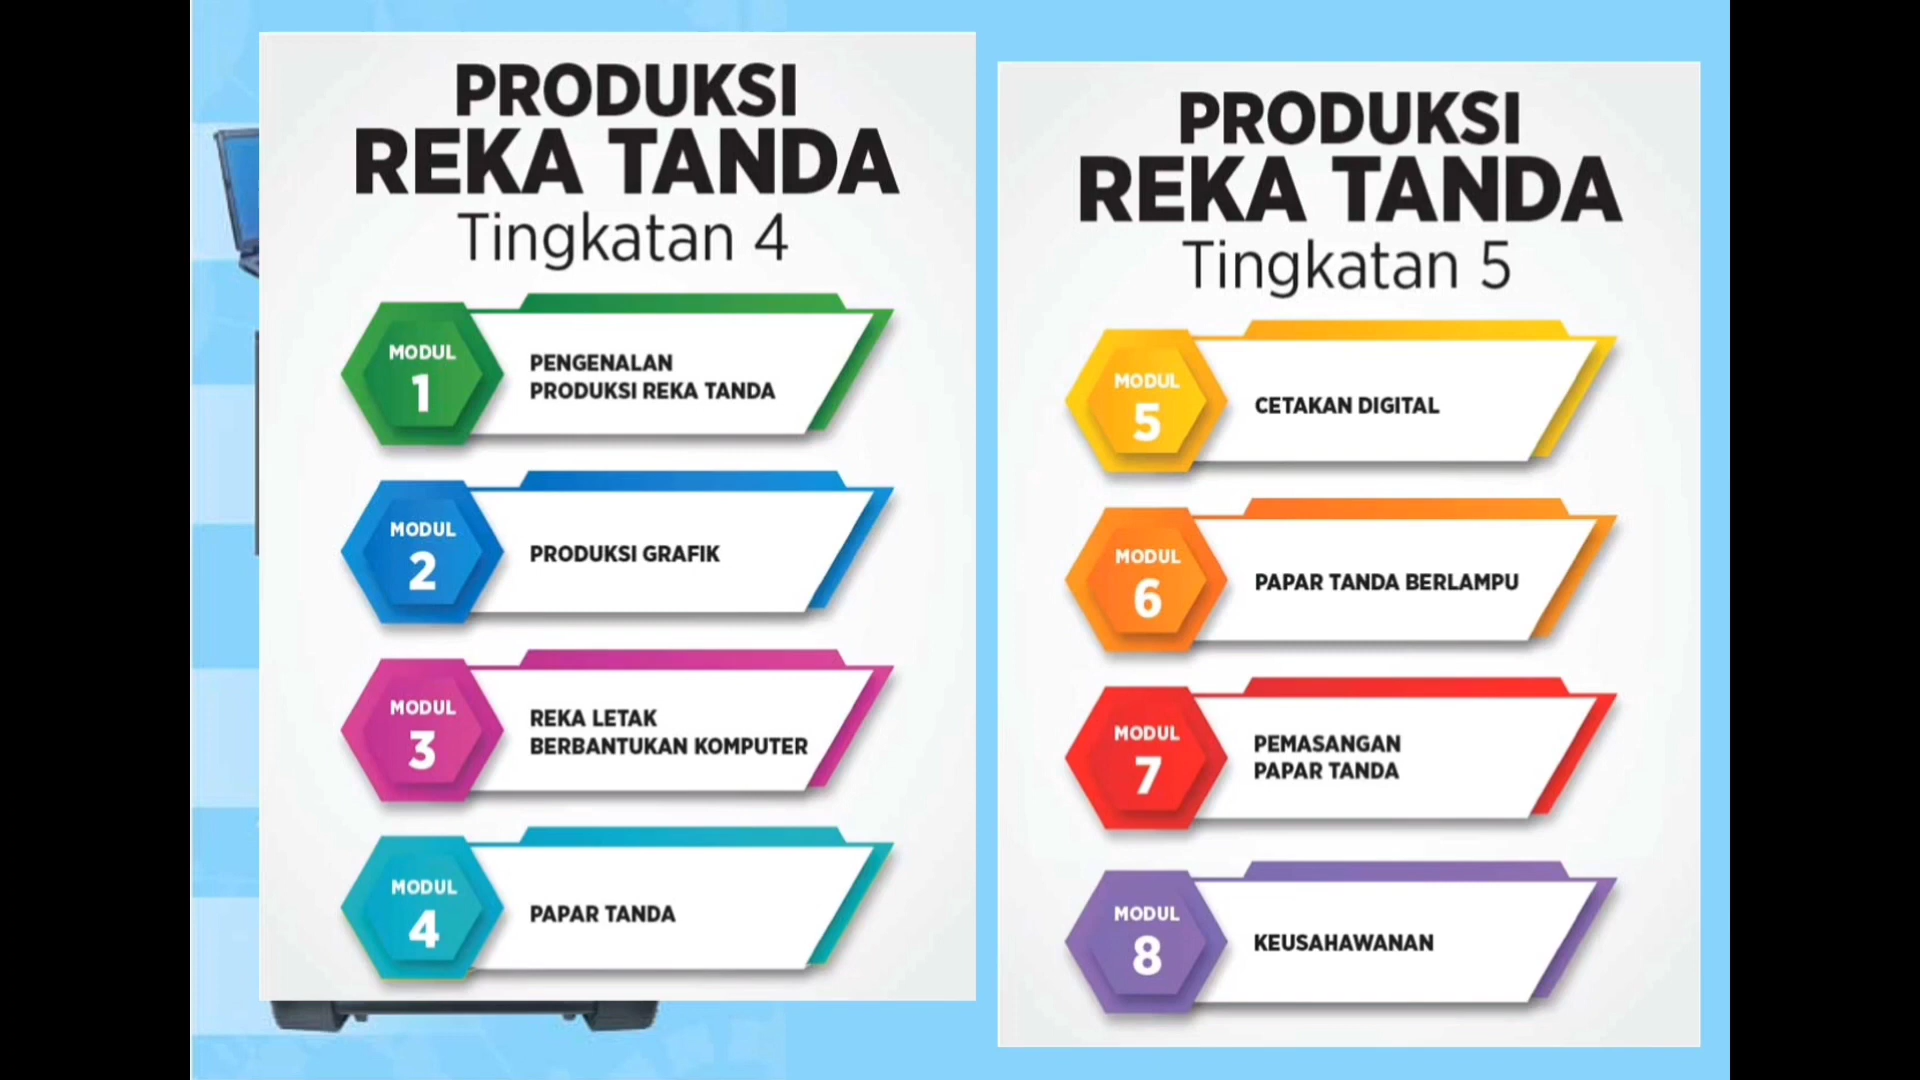 PRODUKSI
REKA TANDA
Tingkatan 4
MODUL
1
PENGENALAN
PRODUKSI REKA TANDA
MODUL
2
PRODUKSI GRAFIK
MODUL
3
REKA LETAK
BERBANTUKAN KOMPUTER
MODUL
4
PAPAR TANDA
PRODUKSI
REKA TANDA
Tingkatan 5
MODUL
5
CETAKAN DIGITAL
MODUL
6
PAPAR TANDA BERLAMPU
MODUL
7
PEMASANGAN
PAPAR TANDA
MODUL
8
KEUSAHAWANAN